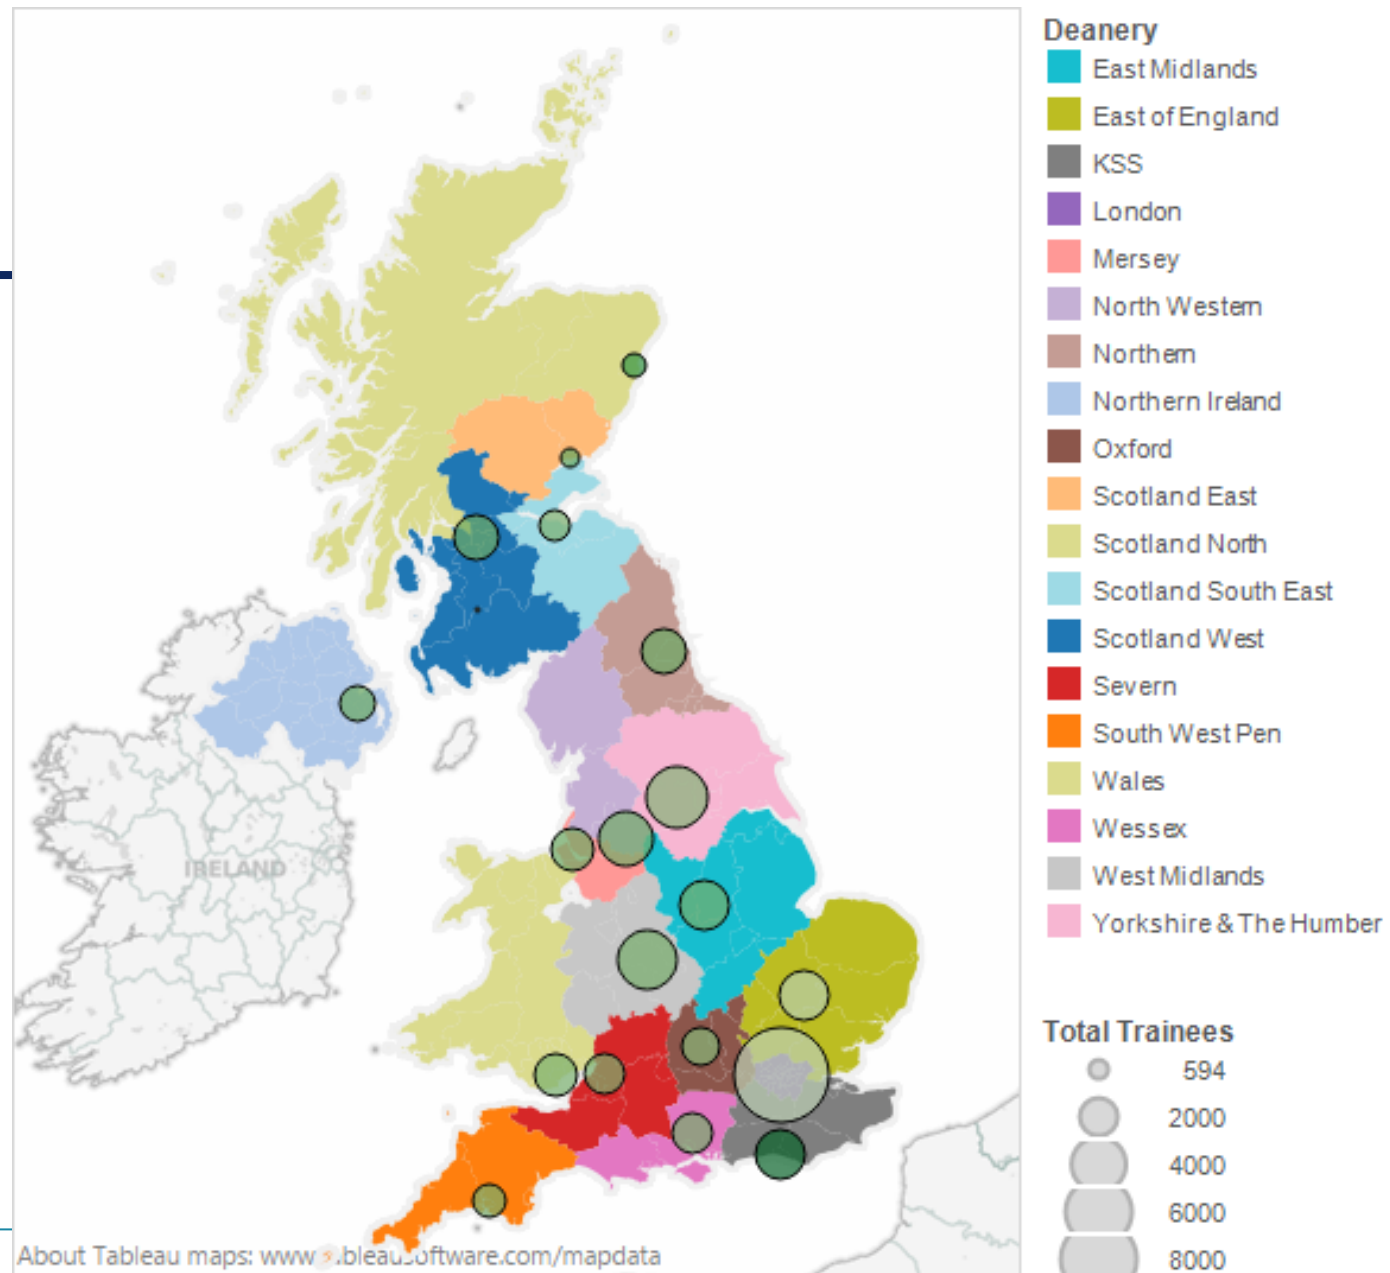 Deanery
East Midlands
East of England
KSS
London
Mersey
North Western
Northern
Northern Ireland
Oxford
Scotland East
Scotland North
Scotland South East
Scotland West
Severn
South West Pen
Wales
Wessex
West Midlands
Yorkshire & The Humber
Total Trainees
594
2000
4000
6000
8000
IRELAND
About Tableau maps: www bleausoftware.com/mapdata